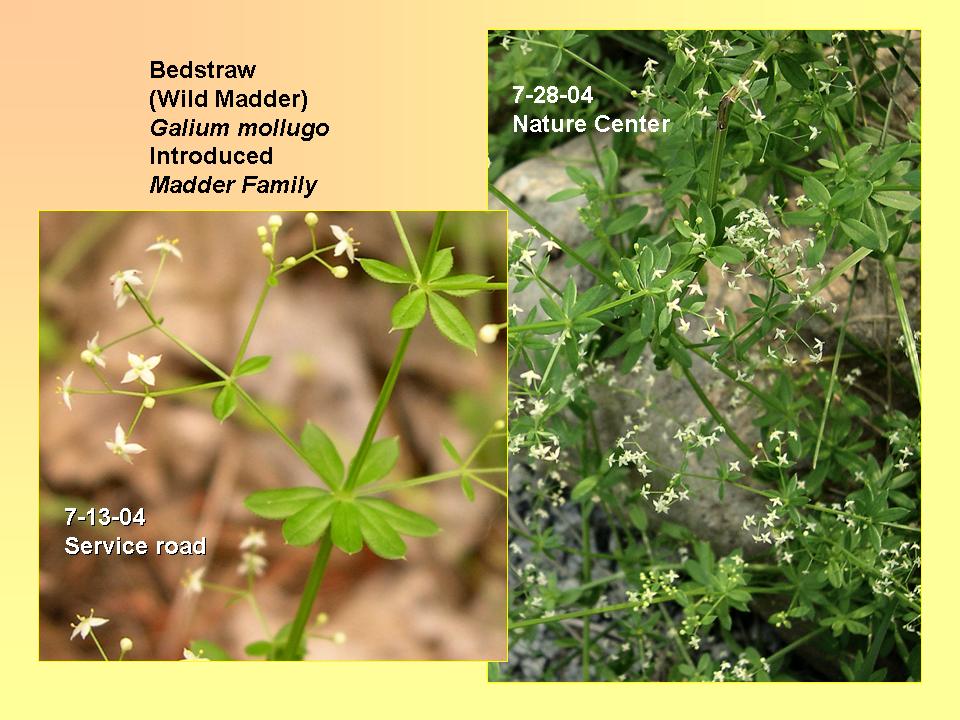 Bedstraw
(Wild Madder)
Galium mollugo
Introduced
Madder Family
7-28-04
Nature Center
7-13-04
Service road